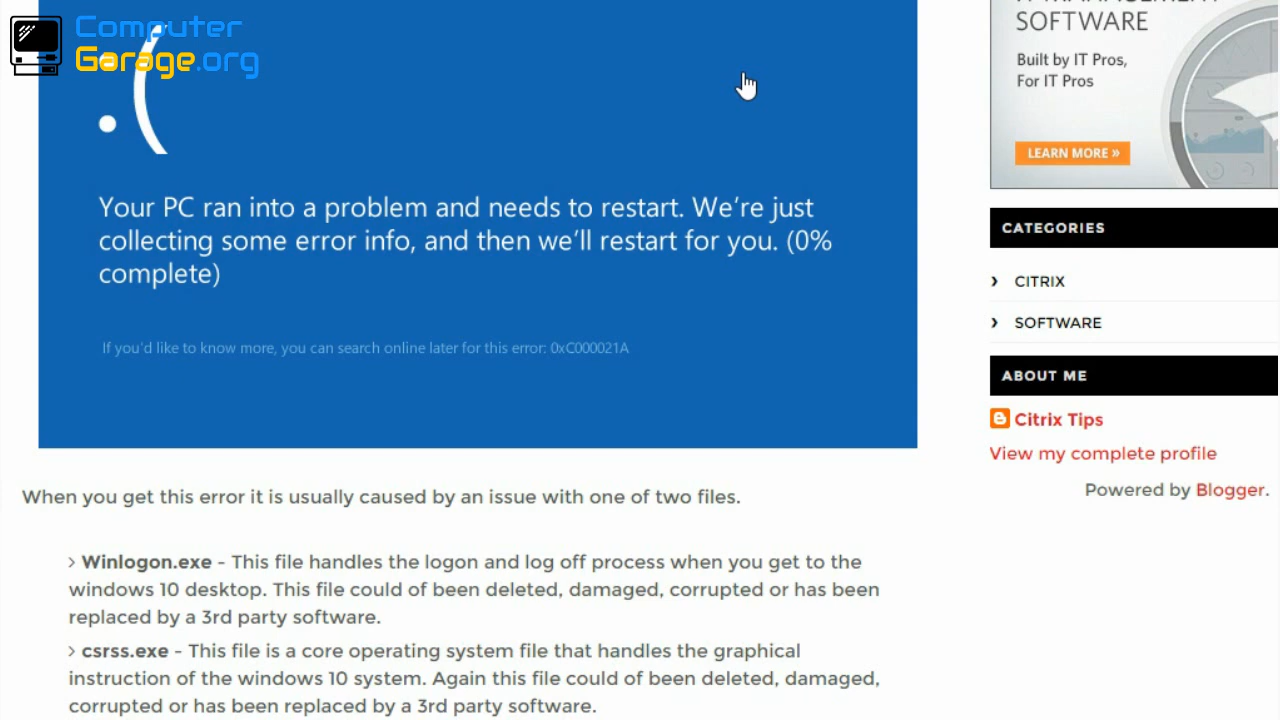 Computer
Garage.org
:(
Your PC ran into a problem and needs to restart. We're just
collecting some error info, and then we'll restart for you. (0%
complete)
If you'd like to know more, you can search online later for this error: 0xC000021A
When you get this error it is usually caused by an issue with one of two files.
› Winlogon.exe - This file handles the logon and log off process when you get to the
windows 10 desktop. This file could of been deleted, damaged, corrupted or has been
replaced by a 3rd party software.
› csrss.exe - This file is a core operating system file that handles the graphical
instruction of the windows 10 system. Again this file could of been deleted, damaged,
corrupted or has been replaced by a 3rd party software.
SOFTWARE
Built by IT Pros,
For IT Pros
LEARN MORE »
CATEGORIES
› CITRIX
› SOFTWARE
ABOUT ME
Citrix Tips
View my complete profile
Powered by Blogger.